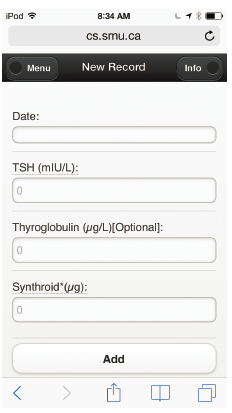 iPod 8:34 AM
cs.smu.ca
Menu New Record Info
Date:
TSH (mIU/L):
0
Thyroglobulin (µg/L)[Optional]:
0
Synthroid*(µg):
0
Add